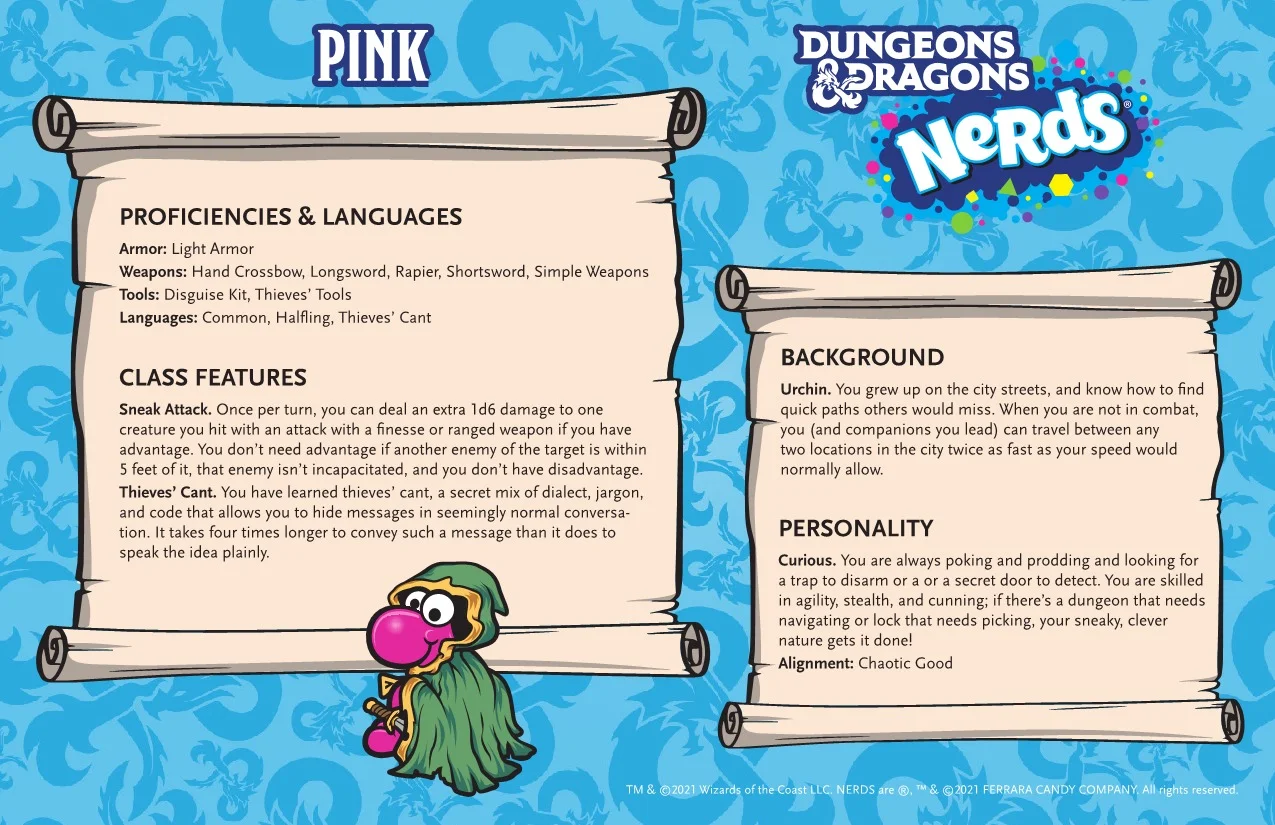 PINK
PROFICIENCIES & LANGUAGES
Armor: Light Armor
Weapons: Hand Crossbow, Longsword, Rapier, Shortsword, Simple Weapons
Tools: Disguise Kit, Thieves’ Tools
Languages: Common, Halfling, Thieves’ Cant
CLASS FEATURES
Sneak Attack. Once per turn, you can deal an extra 1d6 damage to one
creature you hit with an attack with a finesse or ranged weapon if you have
advantage. You don’t need advantage if another enemy of the target is within
5 feet of it, that enemy isn’t incapacitated, and you don’t have disadvantage.
Thieves’ Cant. You have learned thieves’ cant, a secret mix of dialect, jargon,
and code that allows you to hide messages in seemingly normal conversa-
tion. It takes four times longer to convey such a message than it does to
speak the idea plainly.
DUNGEONS
& DRAGONS
NeRds®
BACKGROUND
Urchin. You grew up on the city streets, and know how to find
quick paths others would miss. When you are not in combat,
you (and companions you lead) can travel between any
two locations in the city twice as fast as your speed would
normally allow.
PERSONALITY
Curious. You are always poking and prodding and looking for
a trap to disarm or a or a secret door to detect. You are skilled
in agility, stealth, and cunning; if there’s a dungeon that needs
navigating or lock that needs picking, your sneaky, clever
nature gets it done!
Alignment: Chaotic Good
TM & ©2021 Wizards of the Coast LLC. NERDS are ®, ™ & ©2021 FERRARA CANDY COMPANY. All rights reserved.